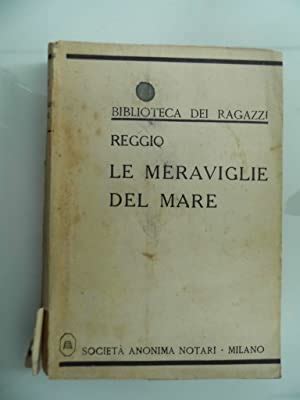 BIBLIOTECA DEI RAGAZZI
REGGIO
LE MERAVIGLIE
DEL MARE
SOCIETÀ ANONIMA NOTARI · MILANO